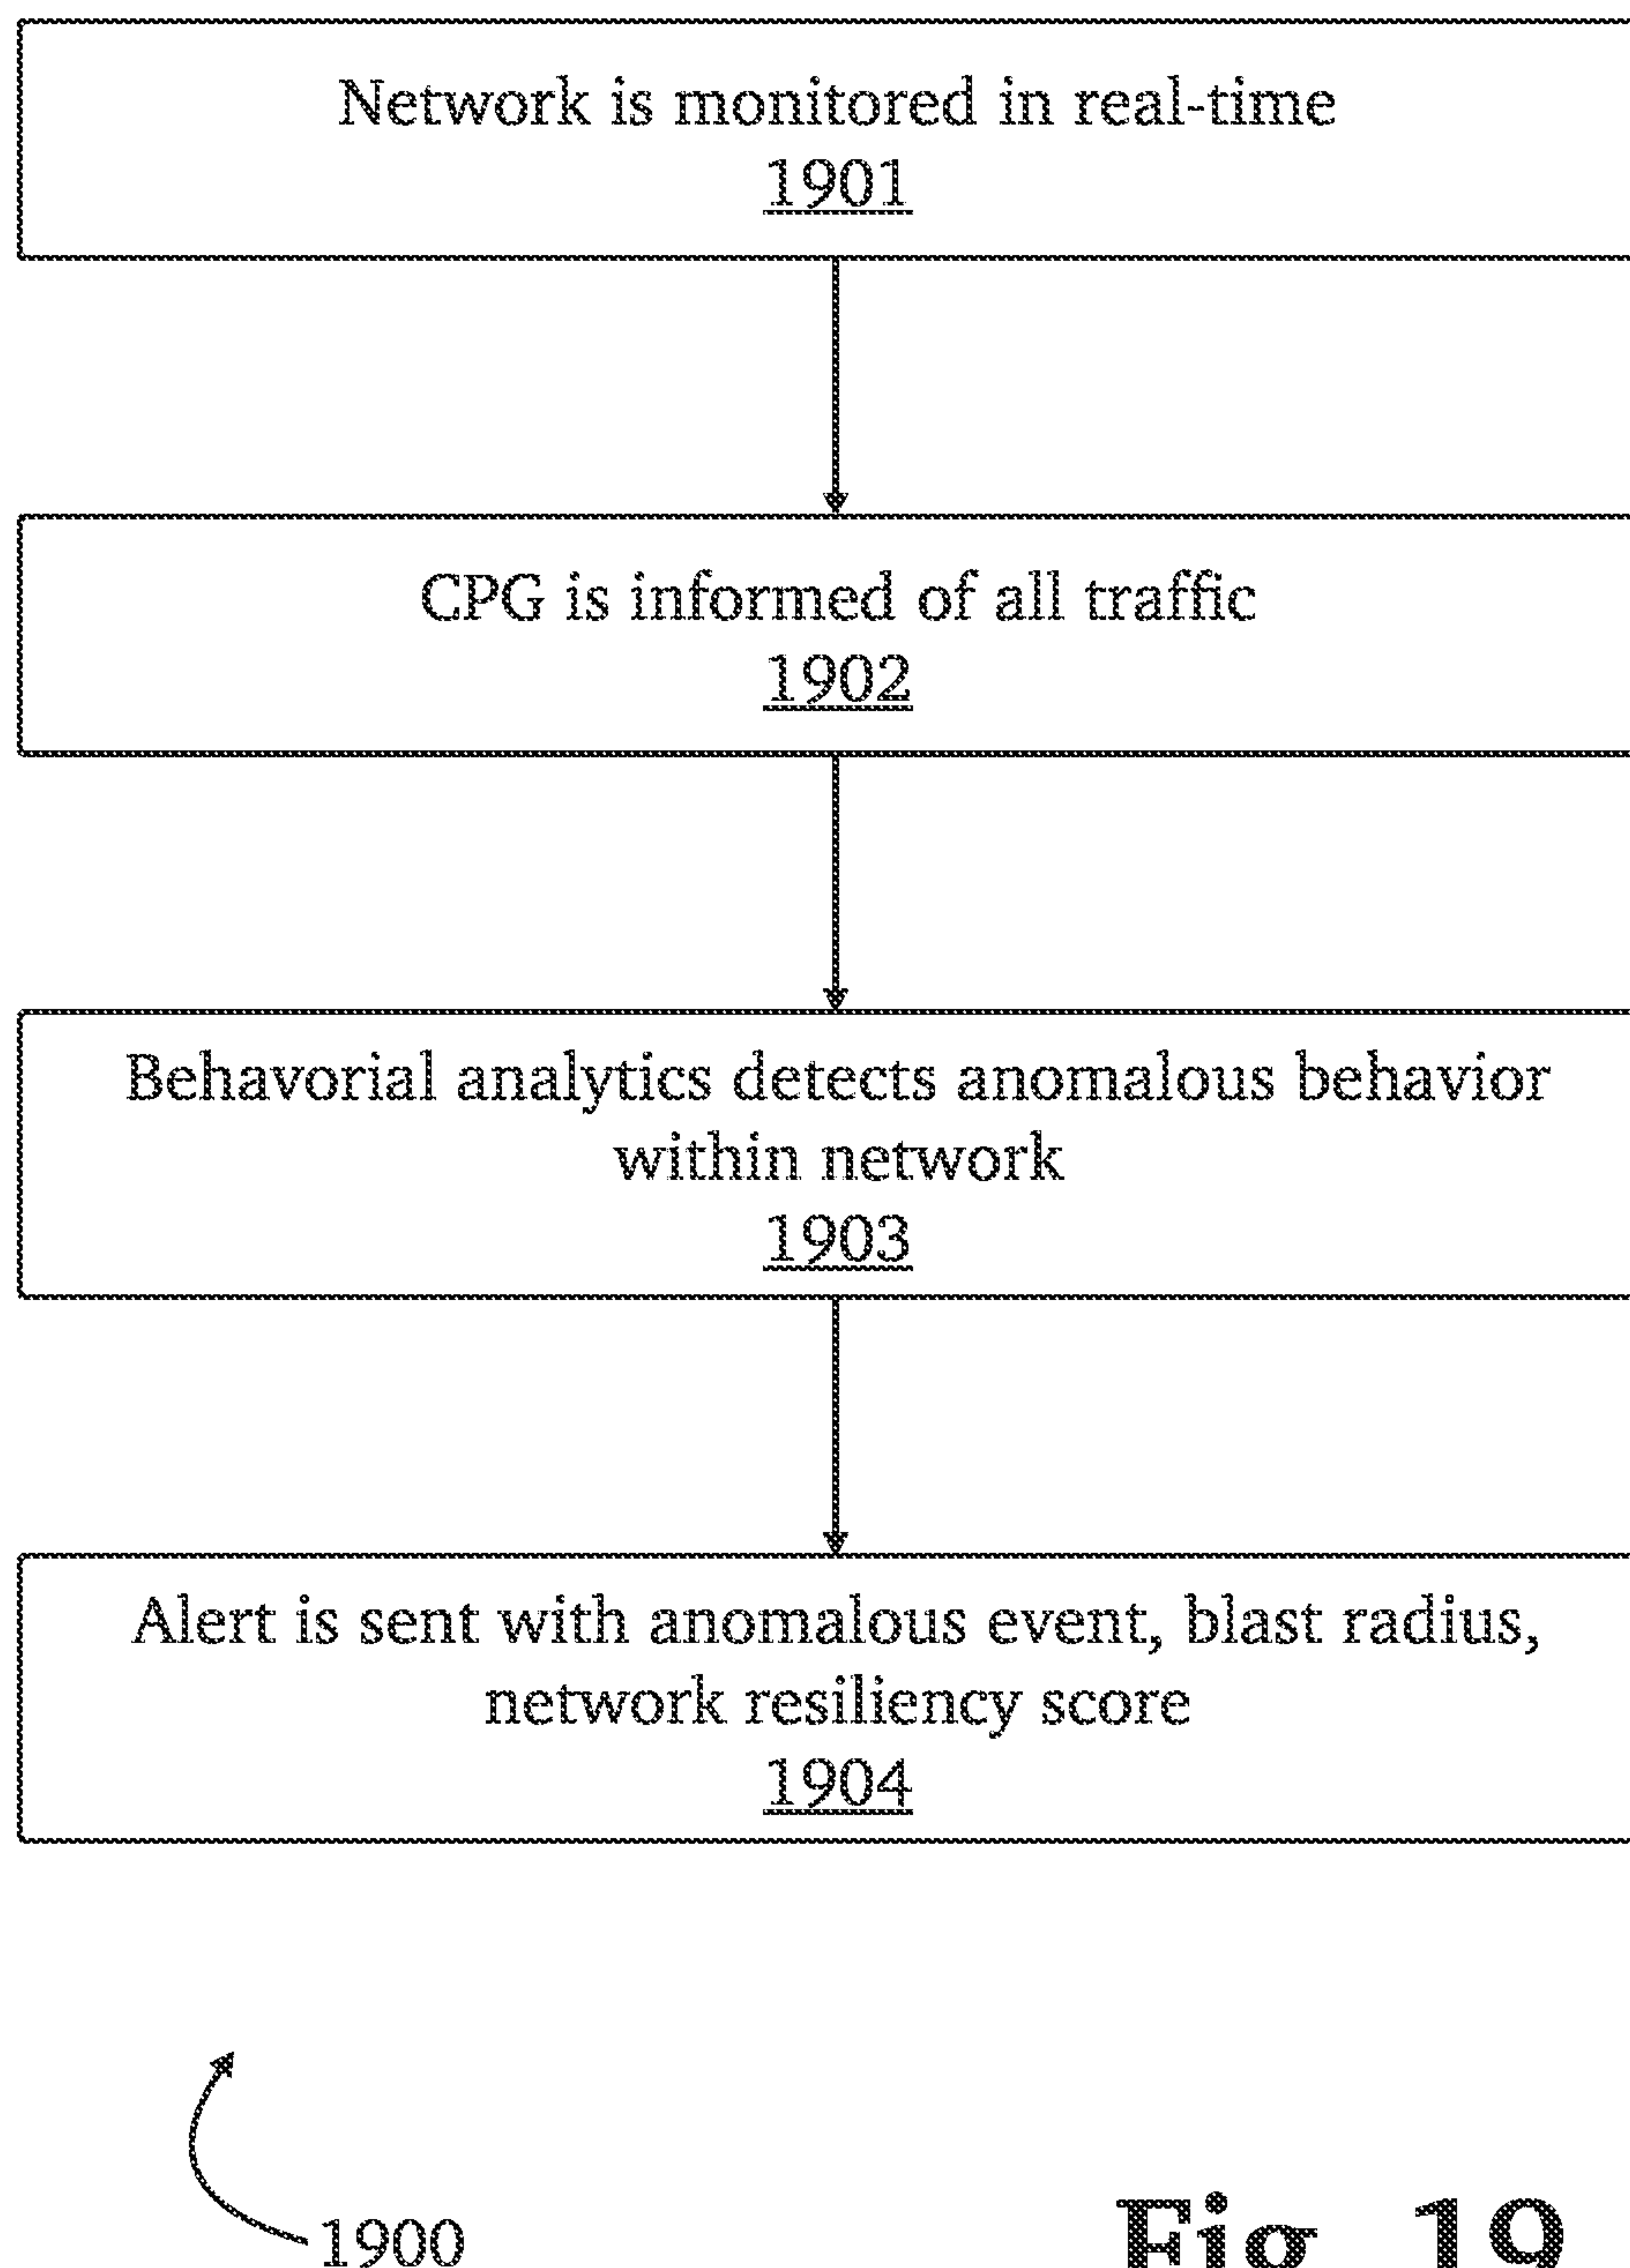 Network is monitored in real-time
1901
CPG is informed of all traffic
1902
Behavorial analytics detects anomalous behavior
within network
1903
Alert is sent with anomalous event, blast radius,
network resiliency score
1904
1900
Fig. 19